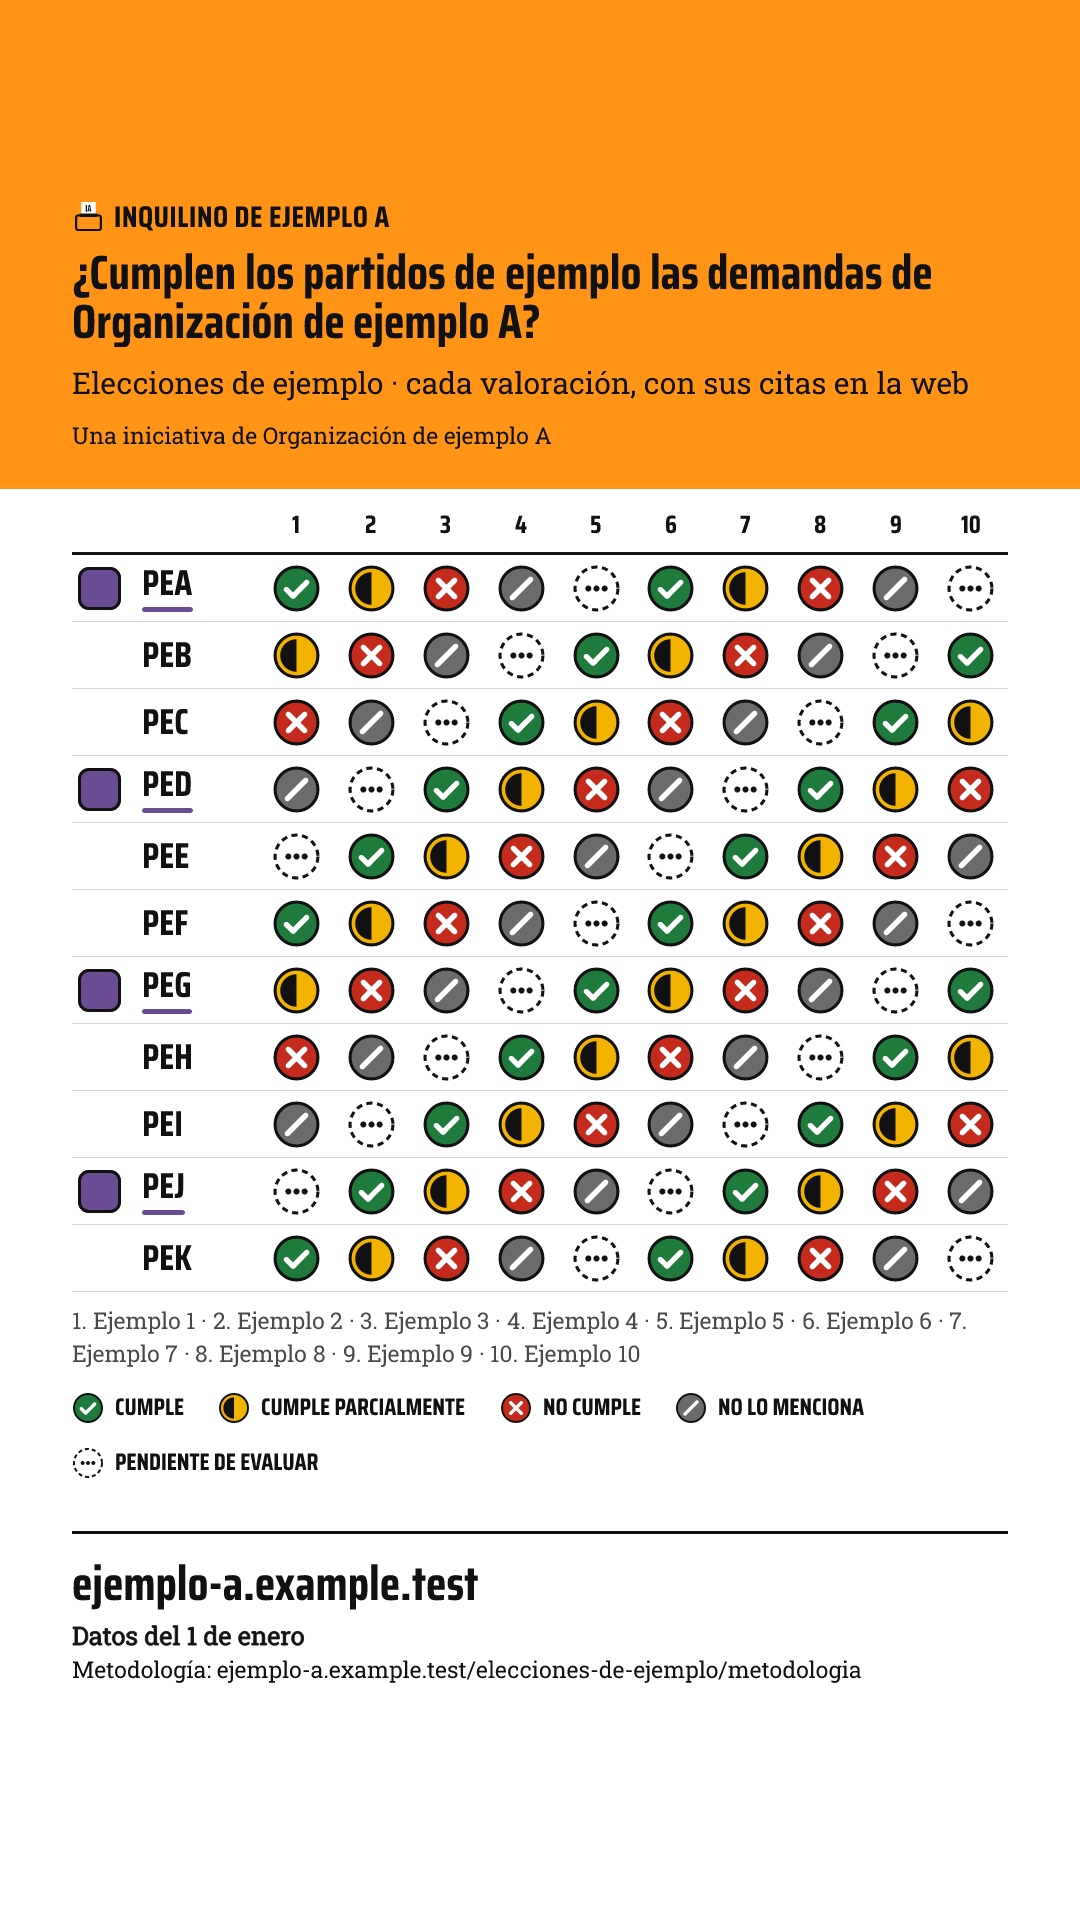 IA
INQUILINO DE EJEMPLO A
¿Cumplen los partidos de ejemplo las demandas de
Organización de ejemplo A?
Elecciones de ejemplo · cada valoración, con sus citas en la web
Una iniciativa de Organización de ejemplo A
1 2 3 4 5 6 7 8 9 10
PEA
PEB
PEC
PED
PEE
PEF
PEG
PEH
PEI
PEJ
PEK
1. Ejemplo 1 · 2. Ejemplo 2 · 3. Ejemplo 3 · 4. Ejemplo 4 · 5. Ejemplo 5 · 6. Ejemplo 6 · 7.
Ejemplo 7 · 8. Ejemplo 8 · 9. Ejemplo 9 · 10. Ejemplo 10
CUMPLE CUMPLE PARCIALMENTE NO CUMPLE NO LO MENCIONA
PENDIENTE DE EVALUAR
ejemplo-a.example.test
Datos del 1 de enero
Metodología: ejemplo-a.example.test/elecciones-de-ejemplo/metodologia